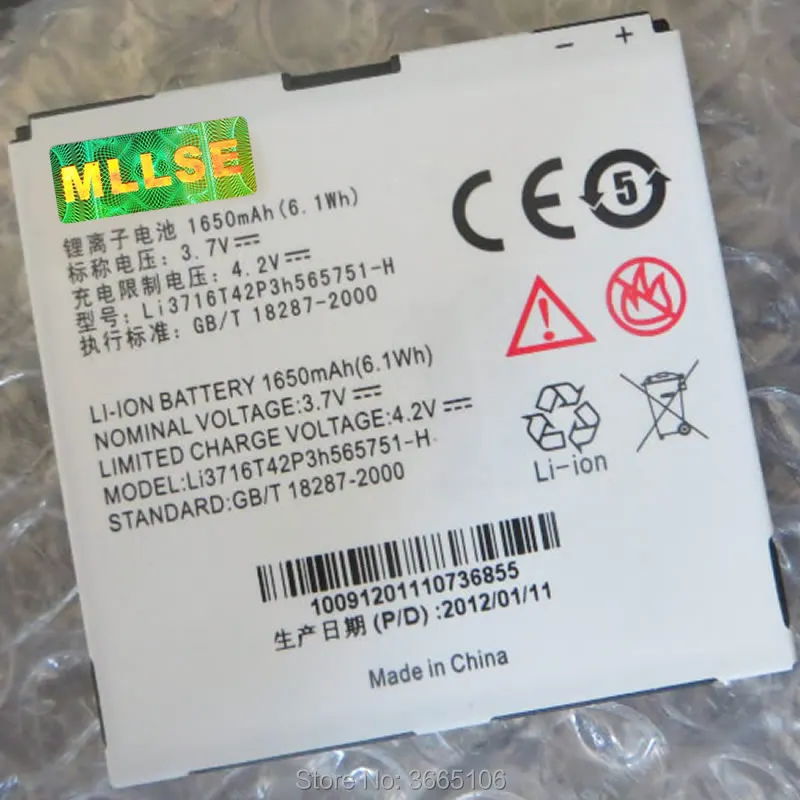 − +
MLLSE
锂离子电池 1650mAh(6.1Wh)
标称电压: 3.7V
充电限制电压: 4.2V
型号: Li3716T42P3h565751-H
执行标准: GB/T 18287-2000
CE 5
LI-ION BATTERY 1650mAh(6.1Wh)
NOMINAL VOLTAGE:3.7V
LIMITED CHARGE VOLTAGE:4.2V
MODEL:Li3716T42P3h565751-H
STANDARD:GB/T 18287-2000
Li-ion
10091201110736855
生产日期 (P/D) :2012/01/11
Made in China
Store No: 3665106